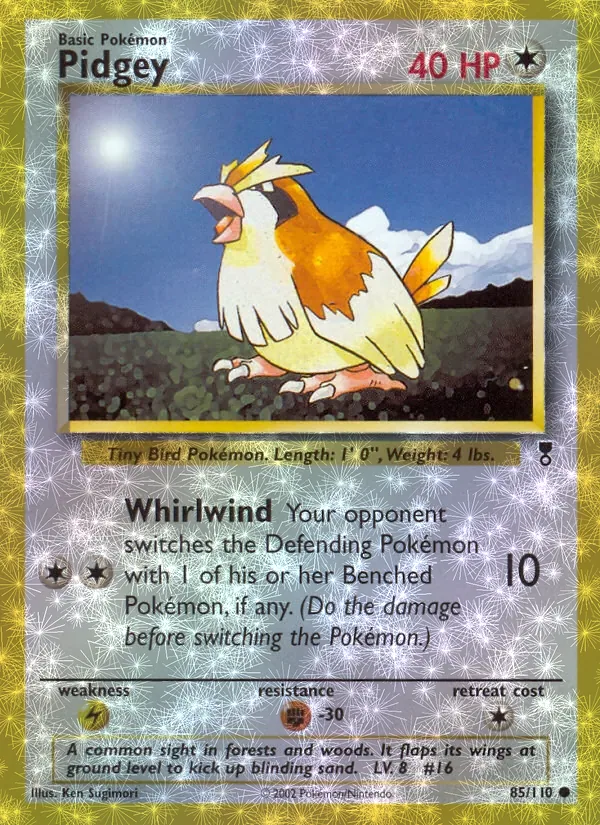 Basic Pokémon
Pidgey
40 HP
Tiny Bird Pokémon. Length: 1' 0", Weight: 4 lbs.
Whirlwind Your opponent
switches the Defending Pokémon
with 1 of his or her Benched
Pokémon, if any. (Do the damage
before switching the Pokémon.)
10
weakness resistance retreat cost
-30
A common sight in forests and woods. It flaps its wings at
ground level to kick up blinding sand. LV. 8 #16
Illus. Ken Sugimori © 2002 Pokémon/Nintendo 85/110